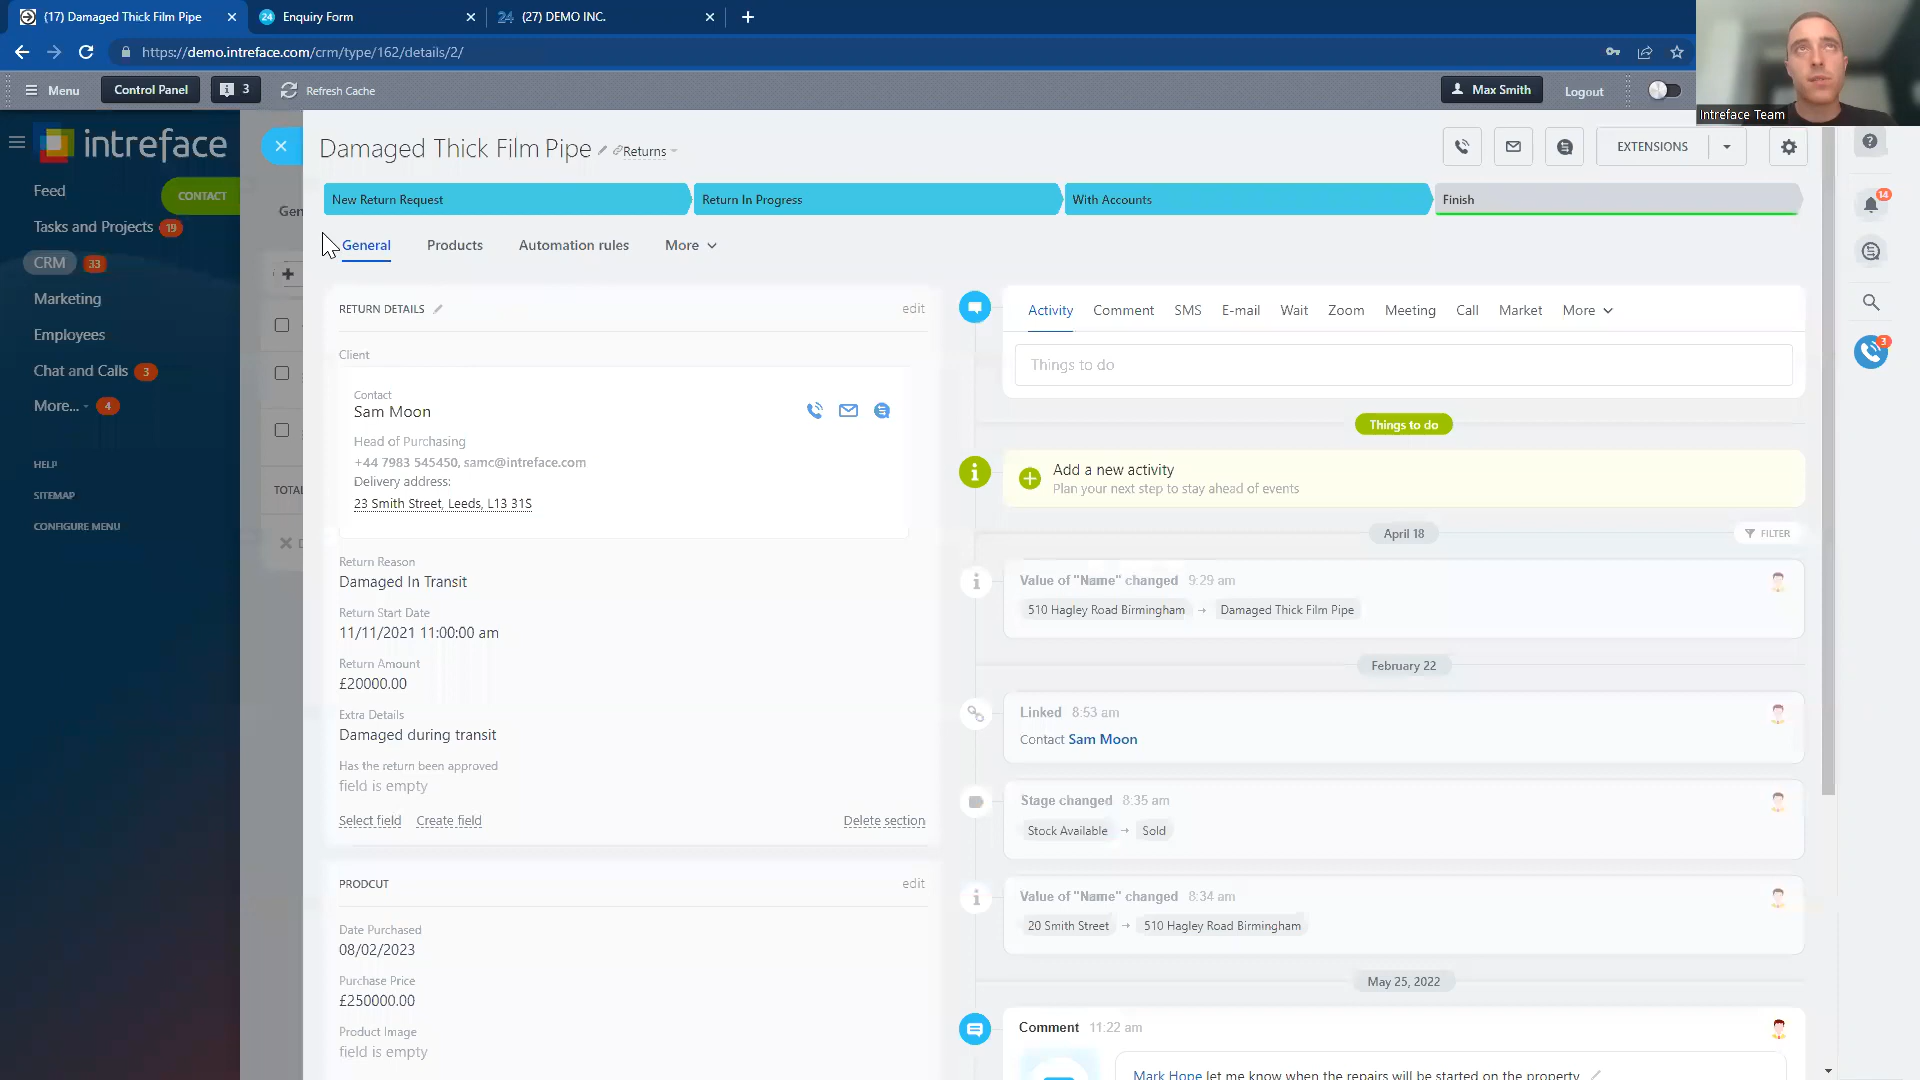 (17) Damaged Thick Film Pipe
24 Enquiry Form
24 (27) DEMO INC.
https://demo.intreface.com/crm/type/162/details/2/
Menu
Control Panel
3
Refresh Cache
Max Smith
Logout
Intreface Team
intreface
Feed
CONTACT
Tasks and Projects 19
CRM 33
Marketing
Employees
Chat and Calls 3
More... 4
HELP
SITEMAP
CONFIGURE MENU
Gen
TOTAL
Damaged Thick Film Pipe
Returns
EXTENSIONS
New Return Request
Return In Progress
With Accounts
Finish
General
Products
Automation rules
More
RETURN DETAILS
edit
Client
Contact
Sam Moon
Head of Purchasing
+44 7983 545450, samc@intreface.com
Delivery address:
23 Smith Street, Leeds, L13 31S
Return Reason
Damaged In Transit
Return Start Date
11/11/2021 11:00:00 am
Return Amount
£20000.00
Extra Details
Damaged during transit
Has the return been approved
field is empty
Select field
Create field
Delete section
PRODCUT
edit
Date Purchased
08/02/2023
Purchase Price
£250000.00
Product Image
field is empty
Activity
Comment
SMS
E-mail
Wait
Zoom
Meeting
Call
Market
More
Things to do
Things to do
Add a new activity
Plan your next step to stay ahead of events
April 18
FILTER
Value of "Name" changed 9:29 am
510 Hagley Road Birmingham → Damaged Thick Film Pipe
February 22
Linked 8:53 am
Contact Sam Moon
Stage changed 8:35 am
Stock Available → Sold
Value of "Name" changed 8:34 am
20 Smith Street → 510 Hagley Road Birmingham
May 25, 2022
Comment 11:22 am
Mark Hope let me know when the repairs will be started on the property
14
3